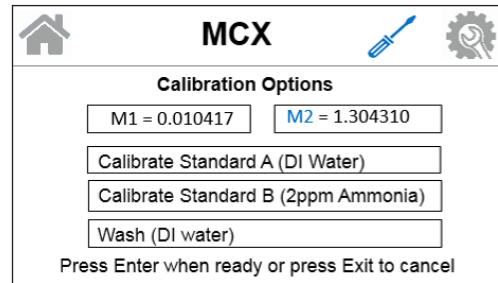 MCX
Calibration Options
M1 = 0.010417 M2 = 1.304310
Calibrate Standard A (DI Water)
Calibrate Standard B (2ppm Ammonia)
Wash (DI water)
Press Enter when ready or press Exit to cancel